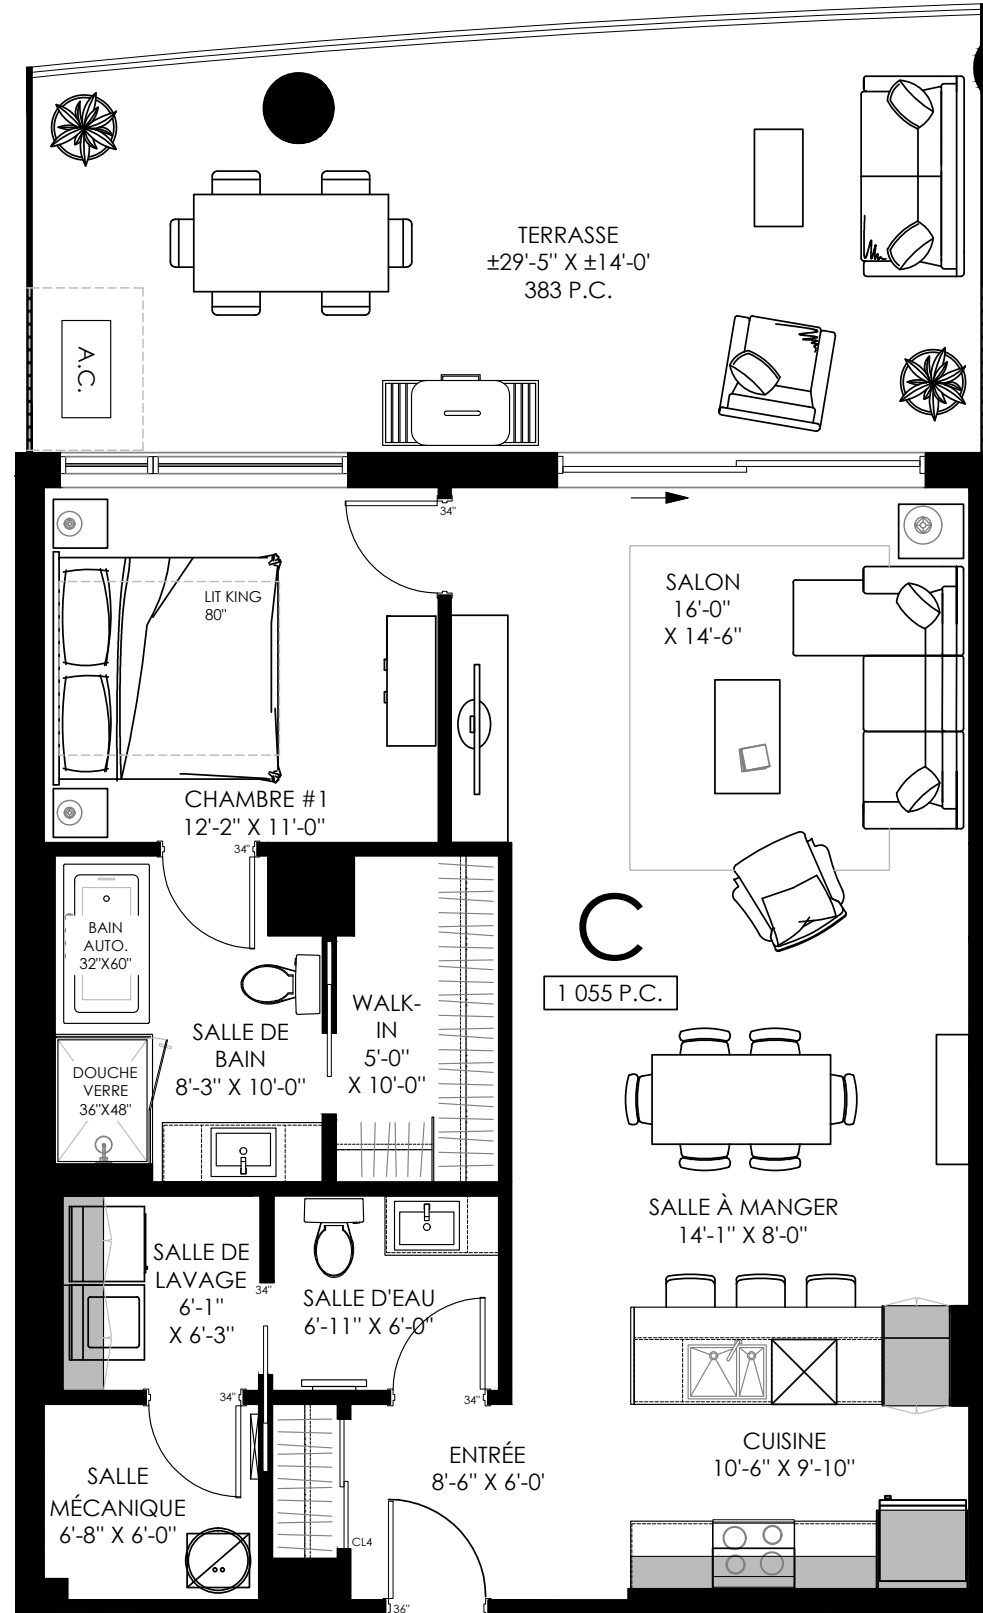 TERRASSE
±29'-5" X ±14'-0'
383 P.C.
A.C.
34"
LIT KING
80"
SALON
16'-0"
X 14'-6"
CHAMBRE #1
12'-2" X 11'-0"
34"
BAIN
AUTO.
32"X60"
C
1 055 P.C.
WALK-
IN
5'-0"
X 10'-0"
SALLE DE
BAIN
8'-3" X 10'-0"
DOUCHE
VERRE
36"X48"
SALLE À MANGER
14'-1" X 8'-0"
SALLE DE
LAVAGE
6'-1"
X 6'-3"
34"
SALLE D'EAU
6'-11" X 6'-0"
34"
34"
ENTRÉE
8'-6" X 6'-0'
CUISINE
10'-6" X 9'-10"
SALLE
MÉCANIQUE
6'-8" X 6'-0"
CL4
36"